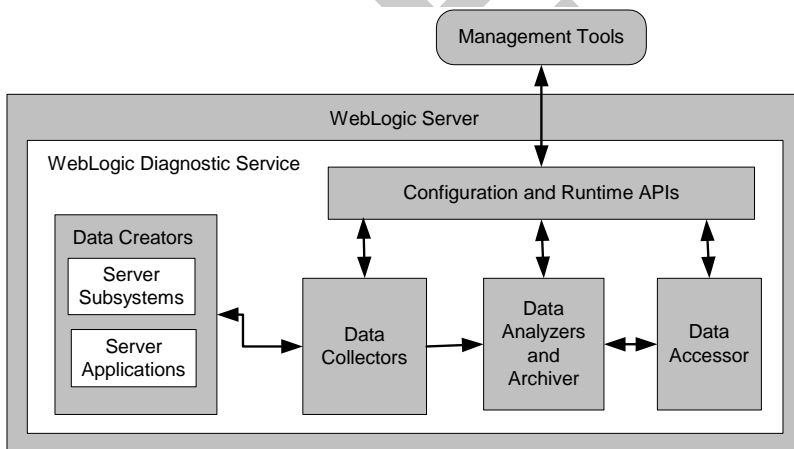 Management Tools
WebLogic Server
WebLogic Diagnostic Service
Configuration and Runtime APIs
Data Creators
Server
Subsystems
Server
Applications
Data
Collectors
Data
Analyzers
and
Archiver
Data
Accessor